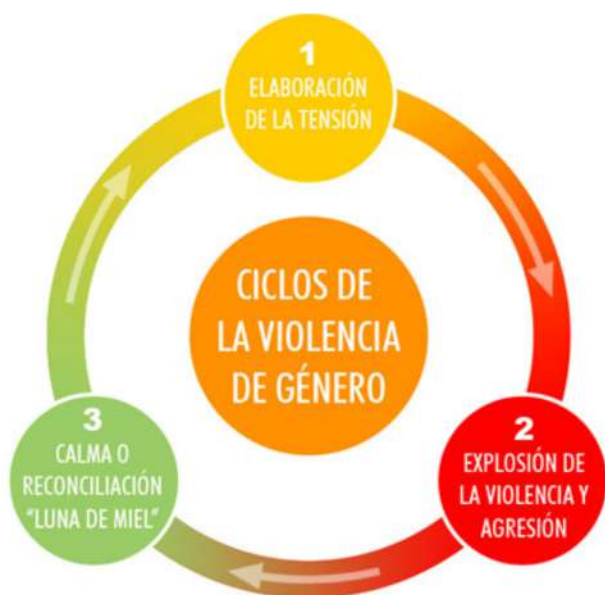 1
ELABORACIÓN
DE LA TENSIÓN
CICLOS DE
LA VIOLENCIA
DE GÉNERO
2
EXPLOSIÓN DE
LA VIOLENCIA Y
AGRESIÓN
3
CALMA O
RECONCILIACIÓN
"LUNA DE MIEL"